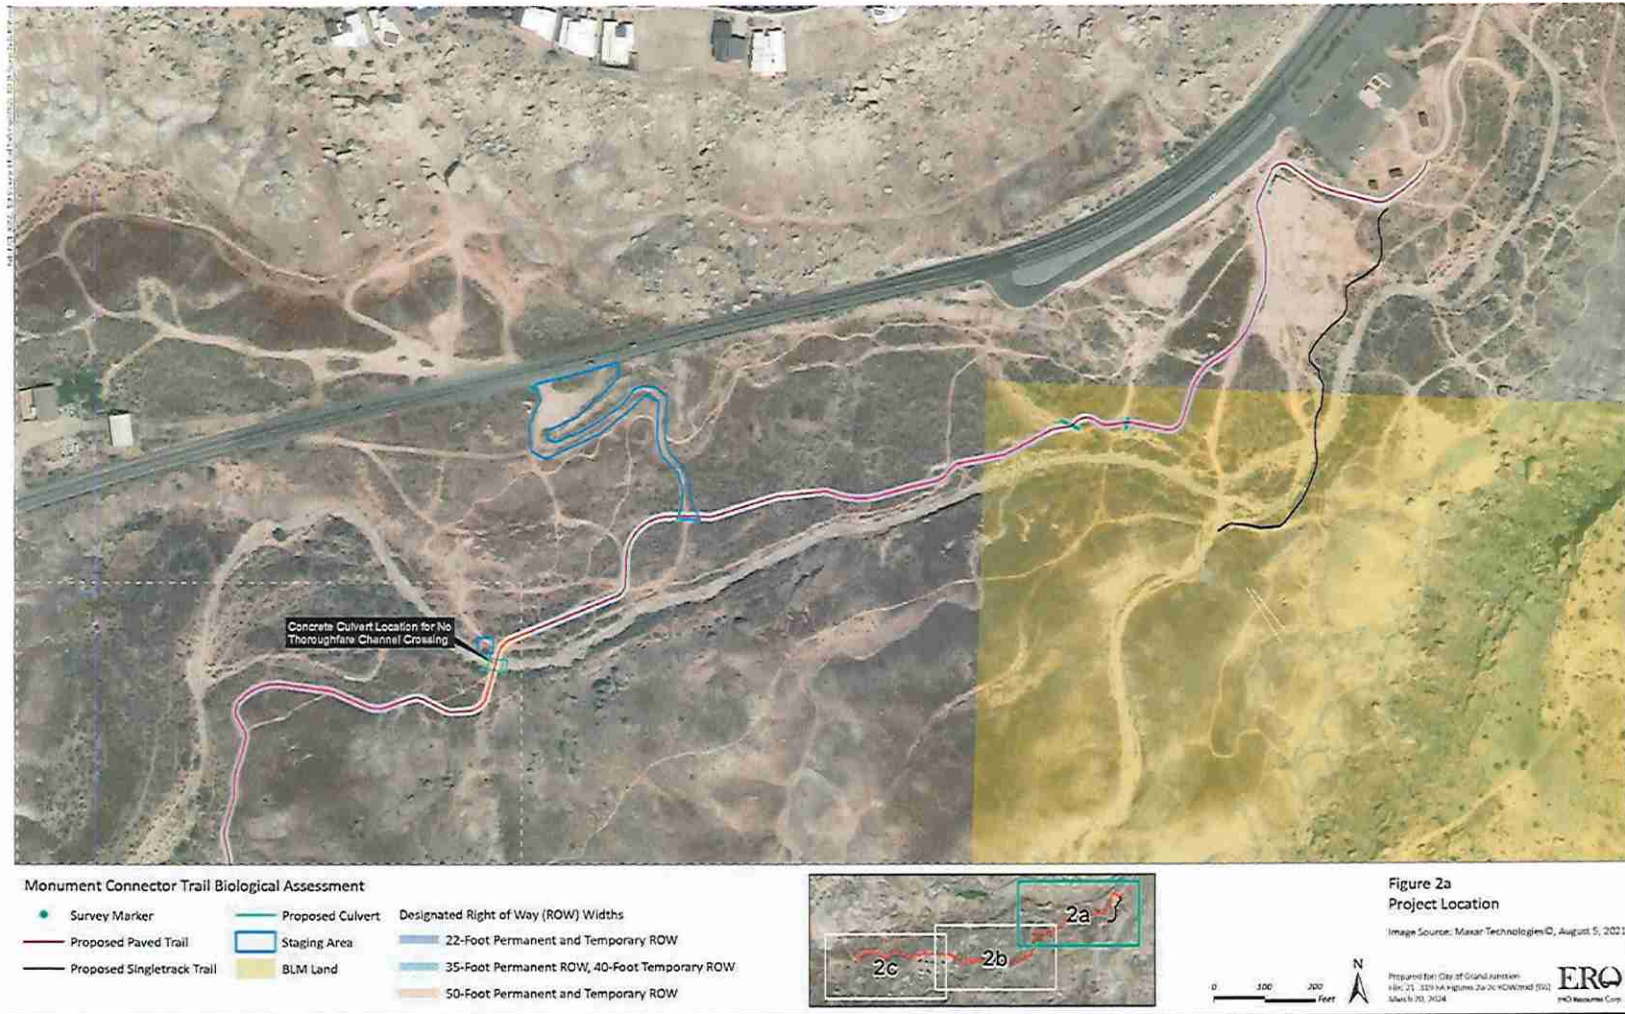 Concrete Culvert Location for No
Thoroughfare Channel Crossing
Monument Connector Trail Biological Assessment
Survey Marker
Proposed Paved Trail
Proposed Singletrack Trail
Proposed Culvert
Staging Area
BLM Land
Designated Right of Way (ROW) Widths
22-Foot Permanent and Temporary ROW
35-Foot Permanent ROW, 40-Foot Temporary ROW
50-Foot Permanent and Temporary ROW
2a
2b
2c
0 100 200
Feet
N
Figure 2a
Project Location
Image Source: Maxar Technologies©, August 5, 2021
Prepared for: City of Grand Junction
March 20, 2024
ERO
ERO Resources Corp.